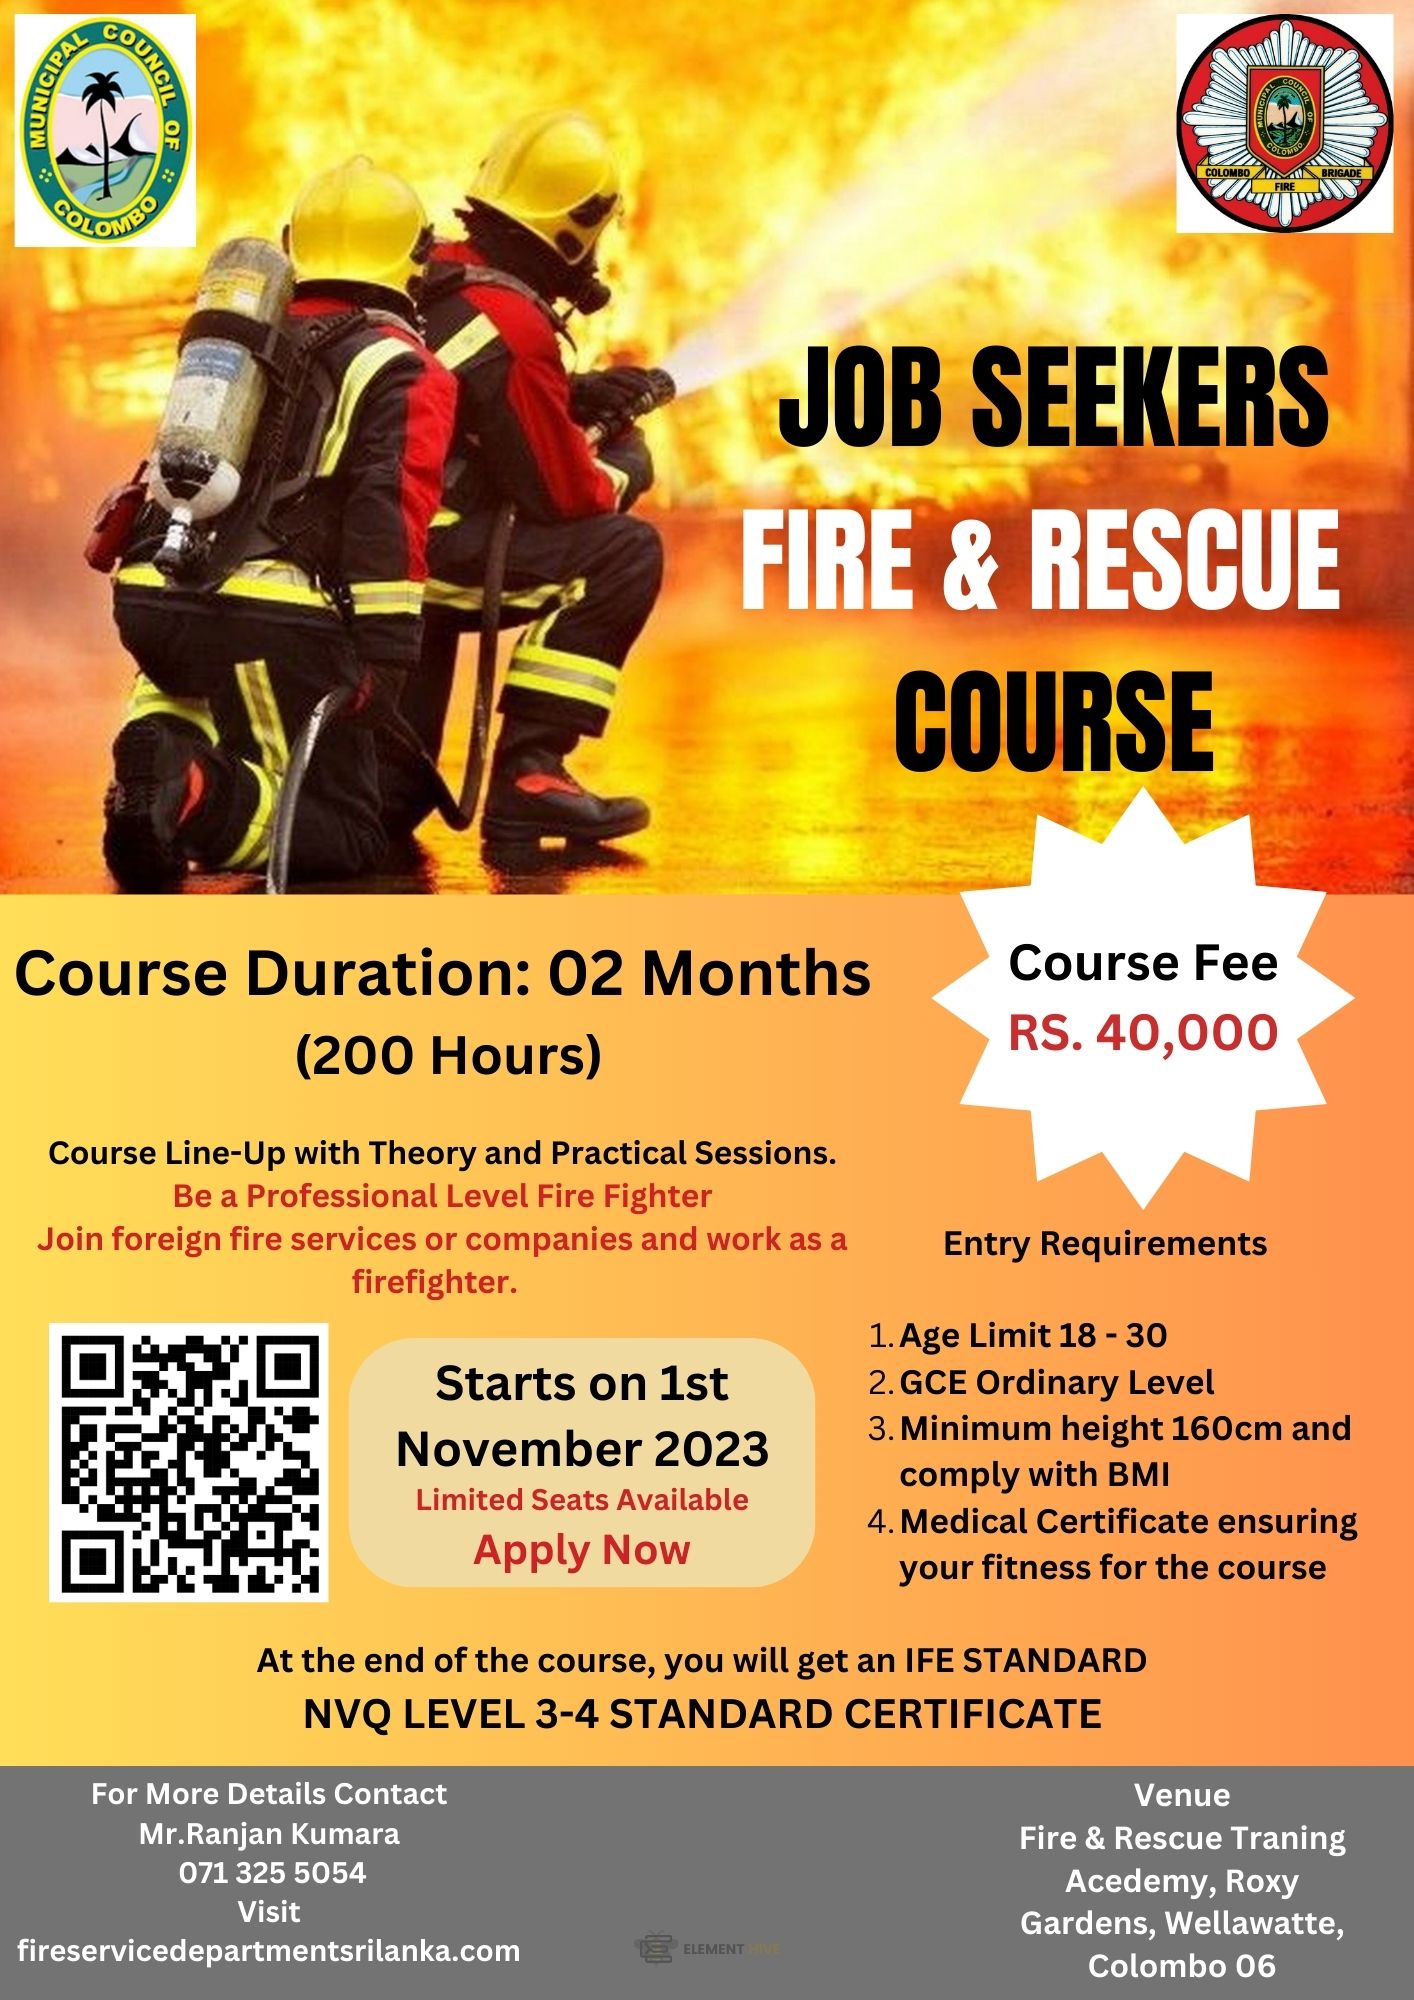 MUNICIPAL COUNCIL OF
COLOMBO
MUNICIPAL COUNCIL OF
COLOMBO
COLOMBO FIRE BRIGADE
JOB SEEKERS
FIRE & RESCUE
COURSE
Course Duration: 02 Months
(200 Hours)
Course Fee
RS. 40,000
Course Line-Up with Theory and Practical Sessions.
Be a Professional Level Fire Fighter
Join foreign fire services or companies and work as a
firefighter.
Starts on 1st
November 2023
Limited Seats Available
Apply Now
Entry Requirements
1. Age Limit 18 - 30
2. GCE Ordinary Level
3. Minimum height 160cm and
comply with BMI
4. Medical Certificate ensuring
your fitness for the course
At the end of the course, you will get an IFE STANDARD
NVQ LEVEL 3-4 STANDARD CERTIFICATE
For More Details Contact
Mr.Ranjan Kumara
071 325 5054
Visit
fireservicedepartmentsrilanka.com
ELEMENT HIVE
Venue
Fire & Rescue Traning
Acedemy, Roxy
Gardens, Wellawatte,
Colombo 06